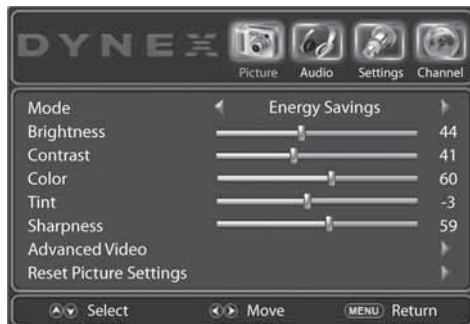 DYNEX
Picture Audio Settings Channel
Mode Energy Savings
Brightness 44
Contrast 41
Color 60
Tint -3
Sharpness 59
Advanced Video
Reset Picture Settings
Select Move MENU Return